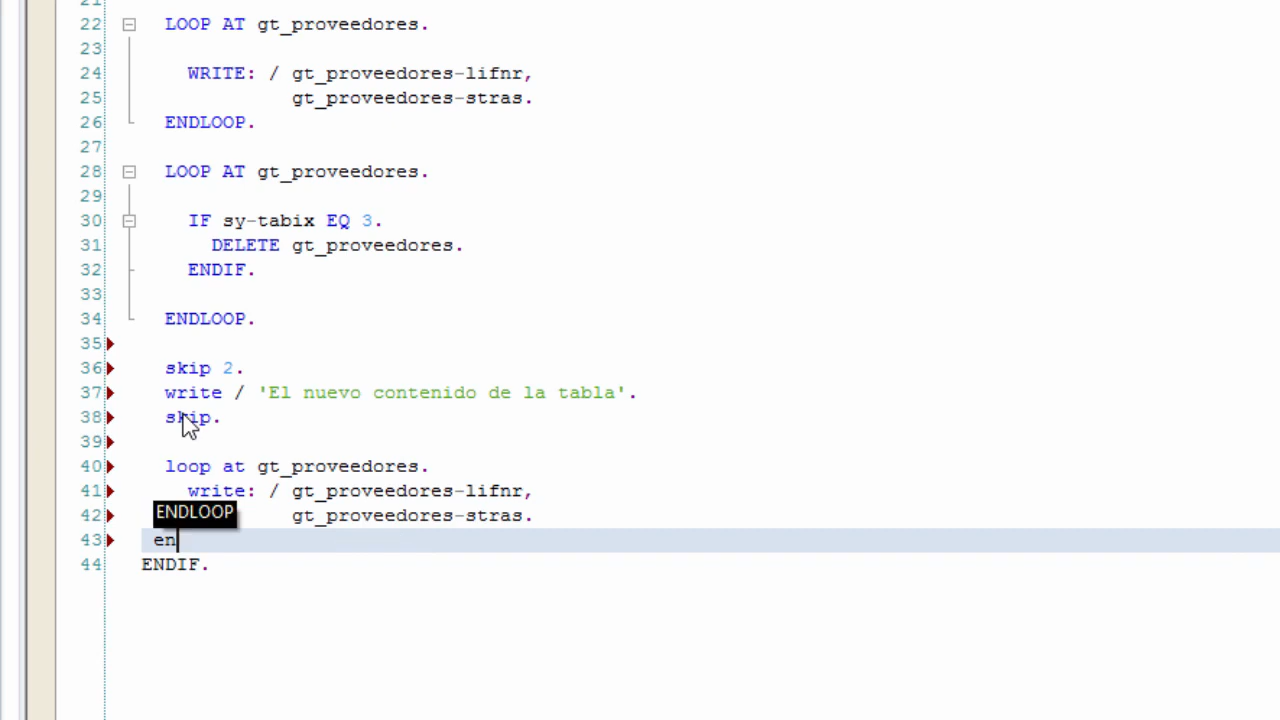 21
22 LOOP AT gt_proveedores.
23
24 WRITE: / gt_proveedores-lifnr,
25 gt_proveedores-stras.
26 ENDLOOP.
27
28 LOOP AT gt_proveedores.
29
30 IF sy-tabix EQ 3.
31 DELETE gt_proveedores.
32 ENDIF.
33
34 ENDLOOP.
35
36 skip 2.
37 write / 'El nuevo contenido de la tabla'.
38 skip.
39
40 loop at gt_proveedores.
41 write: / gt_proveedores-lifnr,
ENDLOOP
42 gt_proveedores-stras.
43 en
44 ENDIF.